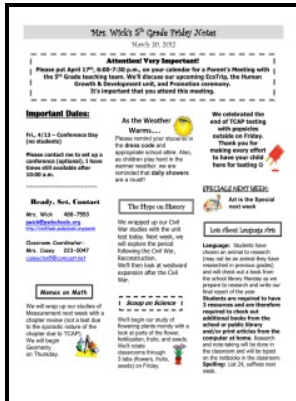 Mrs. Wick's 5th Grade Friday Notes
March 30, 2012
Attention! Very Important!
Please put April 17th, 6:00-7:30 p.m., on your calendar for a Parent's Meeting with
the 5th Grade teaching team. We'll discuss our upcoming EcoTrip, the Human
Growth & Development unit, and Promotion ceremony.
It's important that you attend this meeting.
Important Dates:
Fri., 4/13 – Conference Day
(no students)
Please contact me to set up a
conference (optional). I have
times still available after
10:00 a.m.
Ready, Set, Contact
Mrs. Wick
Classroom Coordinator:
Mrs. Casey 223-0047
Manus on Math
We will wrap up our studies of
Measurement next week with a
chapter review (not a test due
to the sporadic nature of the
chapter due to TCAP).
We will begin
Geometry
on Thursday.
As the Weather
Warms….
Please remind your students of
the dress code and
appropriate school attire. Also,
as children play hard in the
warmer weather, we are
reminded that daily showers
are a must!!
The Hype on History
We wrapped up our Civil
War studies with the unit
test today. Next week, we
will explore the period
following the Civil War,
Reconstruction.
We'll then look at westward
expansion after the Civil
War.
Scoop on Science
We'll begin our study of
flowering plants mondy with a
look at parts of the flower,
fertilization, fruits, and seeds.
We'll rotate
classrooms through
3 labs (flowers, fruits,
seeds) on Friday.
We celebrated the
end of TCAP testing
with popsicles
outside on Friday.
Thank you for
making every effort
to have your child
here for testing
SPECIALS NEXT WEEK:
Art is the Special
next week
Lots About Language Arts
Language: Students have
chosen an animal to research
(may not be an animal they have
researched in previous grades)
and will check out a book from
the school library Monday as we
prepare to research and write our
final report of the year.
Students are required to have
3 resources and are therefore
required to check out
additional books from the
school or public library
and/or print articles from the
computer at home. Research
and note taking will be done in
the classroom and will be typed
on the netbooks in the classroom.
Spelling: List 24, suffixes next
week.